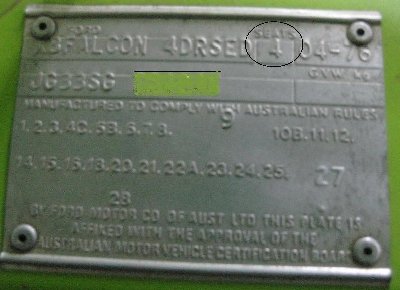 FORD SEATS
XBFALCON 4DRSED 4 04-76
G.V.W. Kg.
JG33SG
MANUFACTURED TO COMPLY WITH AUSTRALIAN RULES
1. 2. 3. 4C. 5B. 6. 7. 8. 9 10B. 11. 12.
14. 15. 16. 18. 20. 21. 22A. 23. 24. 25. 27
28
BY FORD MOTOR CO OF AUST LTD THIS PLATE IS
AFFIXED WITH THE APPROVAL OF THE
AUSTRALIAN MOTOR VEHICLE CERTIFICATION BOARD